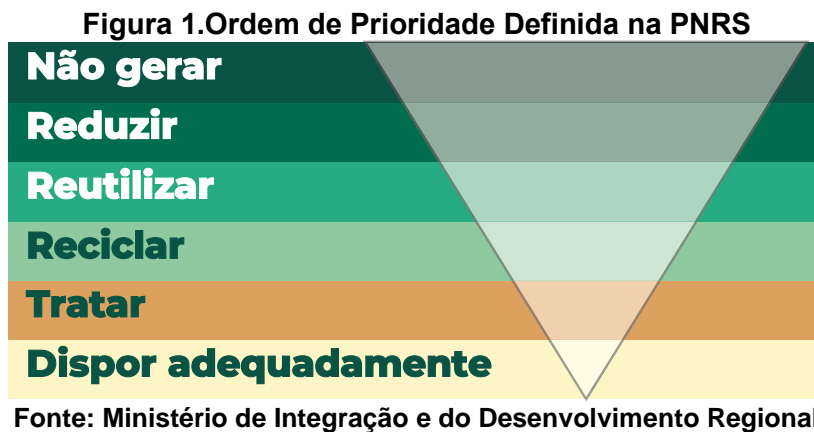 Figura 1.Ordem de Prioridade Definida na PNRS
Não gerar
Reduzir
Reutilizar
Reciclar
Tratar
Dispor adequadamente
Fonte: Ministério de Integração e do Desenvolvimento Regional